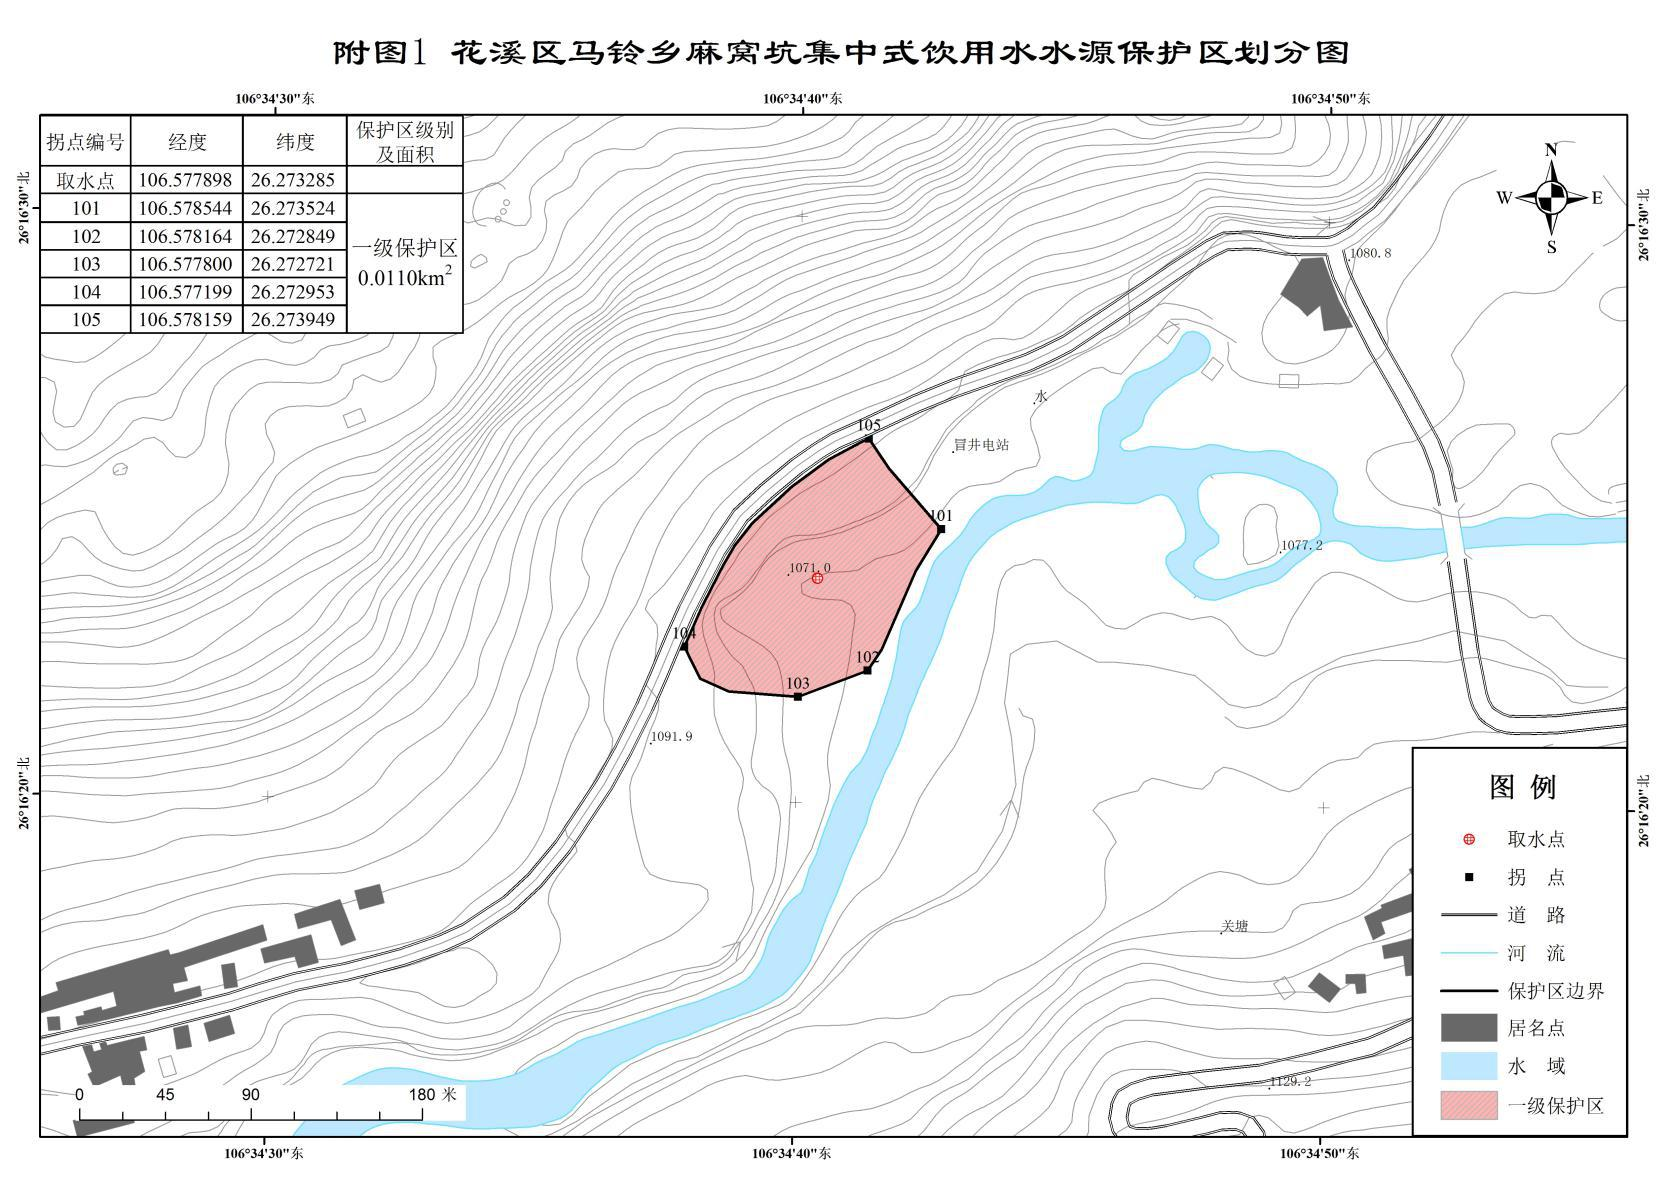 附图1 花溪区马铃乡麻窝坑集中式饮用水水源保护区划分图
106°34'30"东 106°34'40"东 106°34'50"东
拐点编号 经度 纬度 保护区级别及面积
取水点 106.577898 26.273285
101 106.578544 26.273524
102 106.578164 26.272849
103 106.577800 26.272721
104 106.577199 26.272953
105 106.578159 26.273949
一级保护区
0.0110km²
26°16'30"北
26°16'30"北
N
W E
S
1080.8
水
105
冒井电站
101
1077.2
1071.0
104
102
103
1091.9
26°16'20"北
26°16'20"北
关塘
1129.2
图 例
取水点
拐 点
道 路
河 流
保护区边界
居名点
水 域
一级保护区
0 45 90 180 米
106°34'30"东 106°34'40"东 106°34'50"东